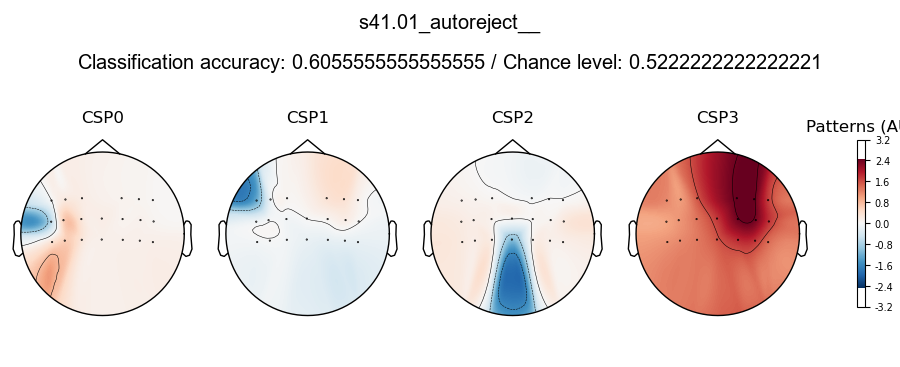 s41.01_autoreject__
Classification accuracy: 0.6055555555555555 / Chance level: 0.5222222222222221
CSP0 CSP1 CSP2 CSP3
Patterns (AU
3.2
2.4
1.6
0.8
0.0
-0.8
-1.6
-2.4
-3.2